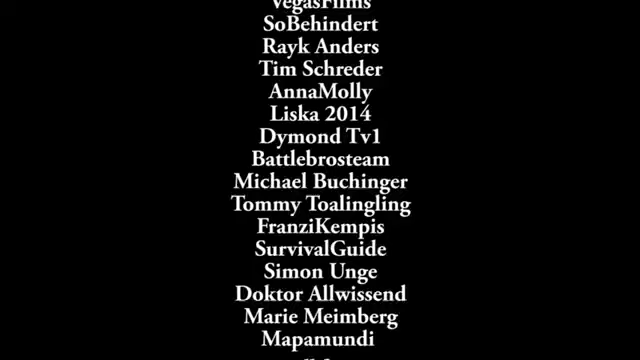 VegasFilms
SoBehindert
Rayk Anders
Tim Schreder
AnnaMolly
Liska 2014
Dymond Tv1
Battlebrosteam
Michael Buchinger
Tommy Toalingling
FranziKempis
SurvivalGuide
Simon Unge
Doktor Allwissend
Marie Meimberg
Mapamundi